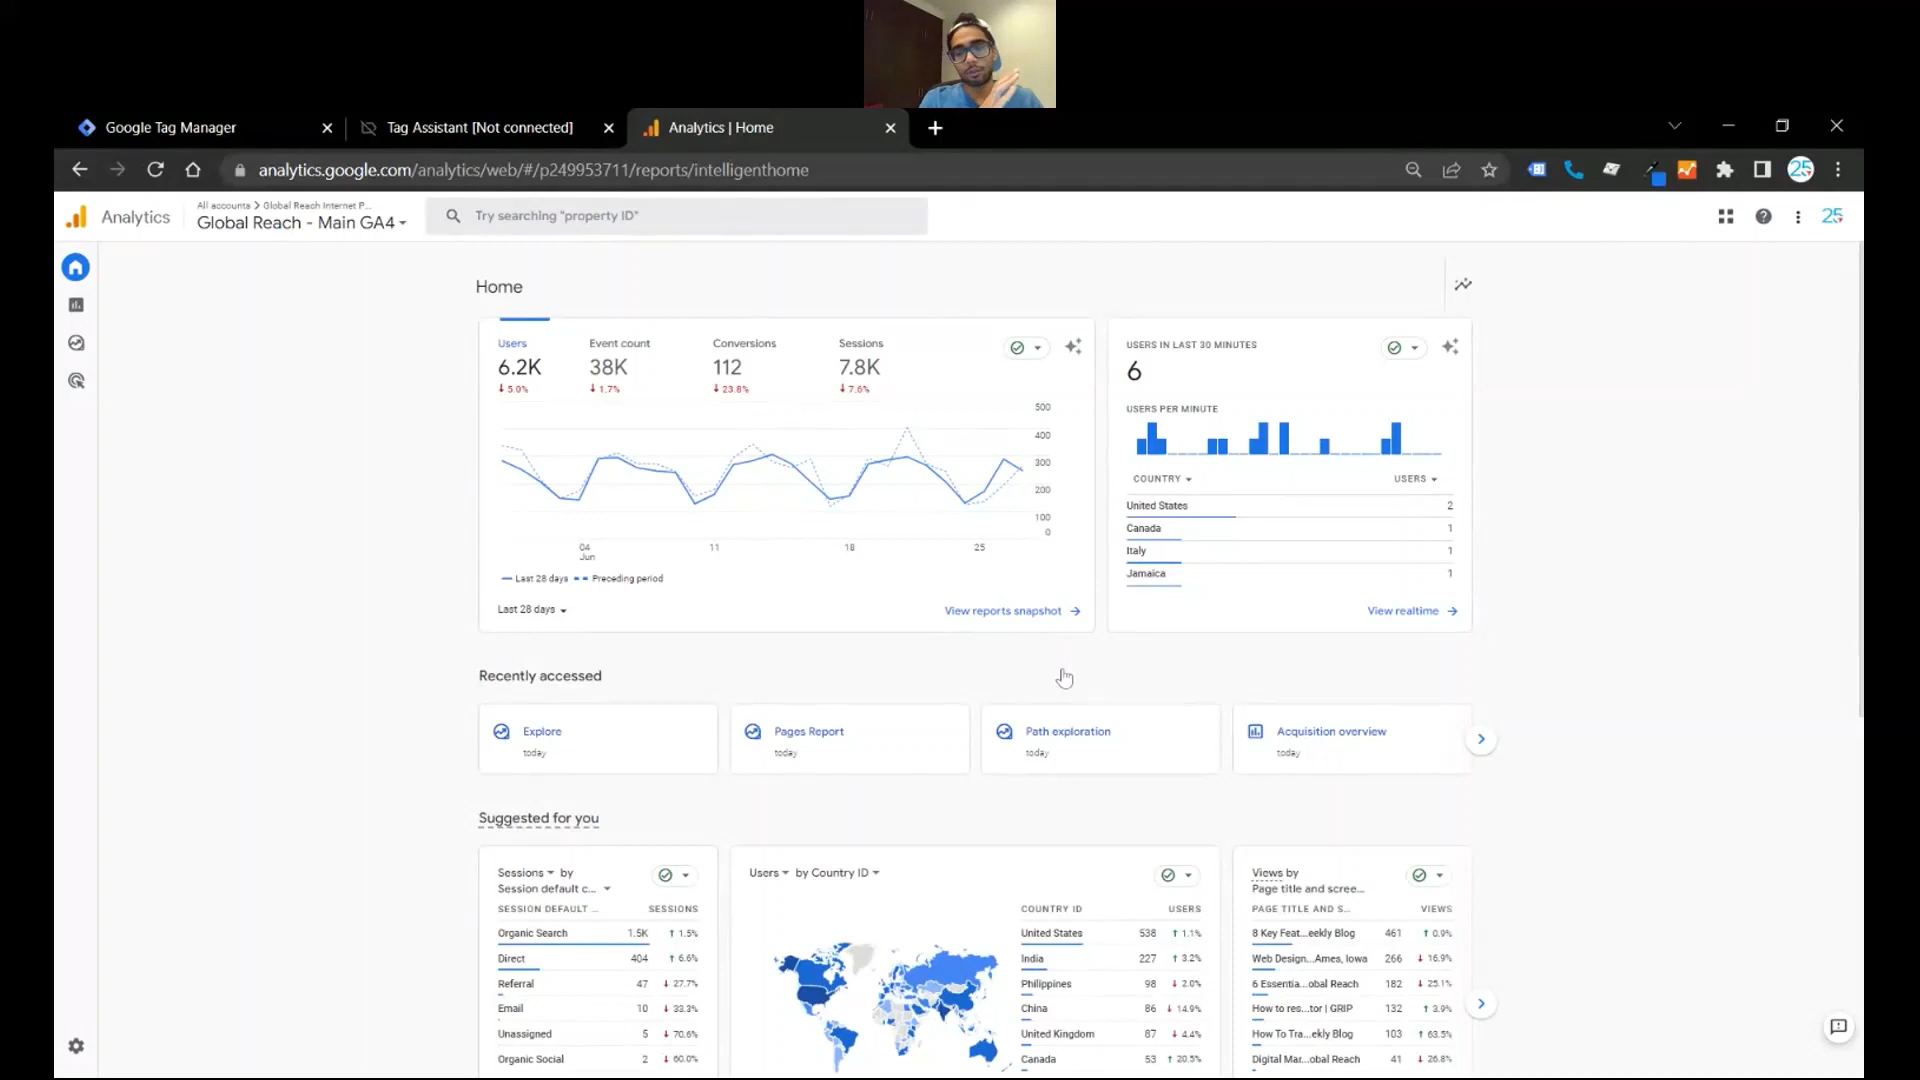 Google Tag Manager
Tag Assistant [Not connected]
Analytics | Home
analytics.google.com/analytics/web/#/p249953711/reports/intelligenthome
25
Analytics
All accounts > Global Reach Internet P...
Global Reach - Main GA4
Try searching "property ID"
25
Home
Users
6.2K
5.0%
Event count
38K
1.7%
Conversions
112
23.8%
Sessions
7.8K
7.6%
500
400
300
200
100
0
04
Jun
11
18
25
Last 28 days
Preceding period
Last 28 days
View reports snapshot
USERS IN LAST 30 MINUTES
6
USERS PER MINUTE
COUNTRY USERS
United States 2
Canada 1
Italy 1
Jamaica 1
View realtime
Recently accessed
Explore
today
Pages Report
today
Path exploration
today
Acquisition overview
today
Suggested for you
Sessions by
Session default c...
SESSION DEFAULT ... SESSIONS
Organic Search 1.5K 1.5%
Direct 404 6.6%
Referral 47 27.7%
Email 10 33.3%
Unassigned 5 70.6%
Organic Social 2 60.0%
Users by Country ID
COUNTRY ID USERS
United States 538 1.1%
India 227 3.2%
Philippines 98 2.0%
China 86 14.9%
United Kingdom 87 4.4%
Canada 53 20.5%
Views by
Page title and scree...
PAGE TITLE AND S... VIEWS
8 Key Feat...eekly Blog 461 0.9%
Web Design...Ames, Iowa 266 16.9%
6 Essentia...obal Reach 182 25.1%
How to res...tor | GRIP 132 3.9%
How To Tra...ekly Blog 103 63.5%
Digital Mar...obal Reach 41 26.8%